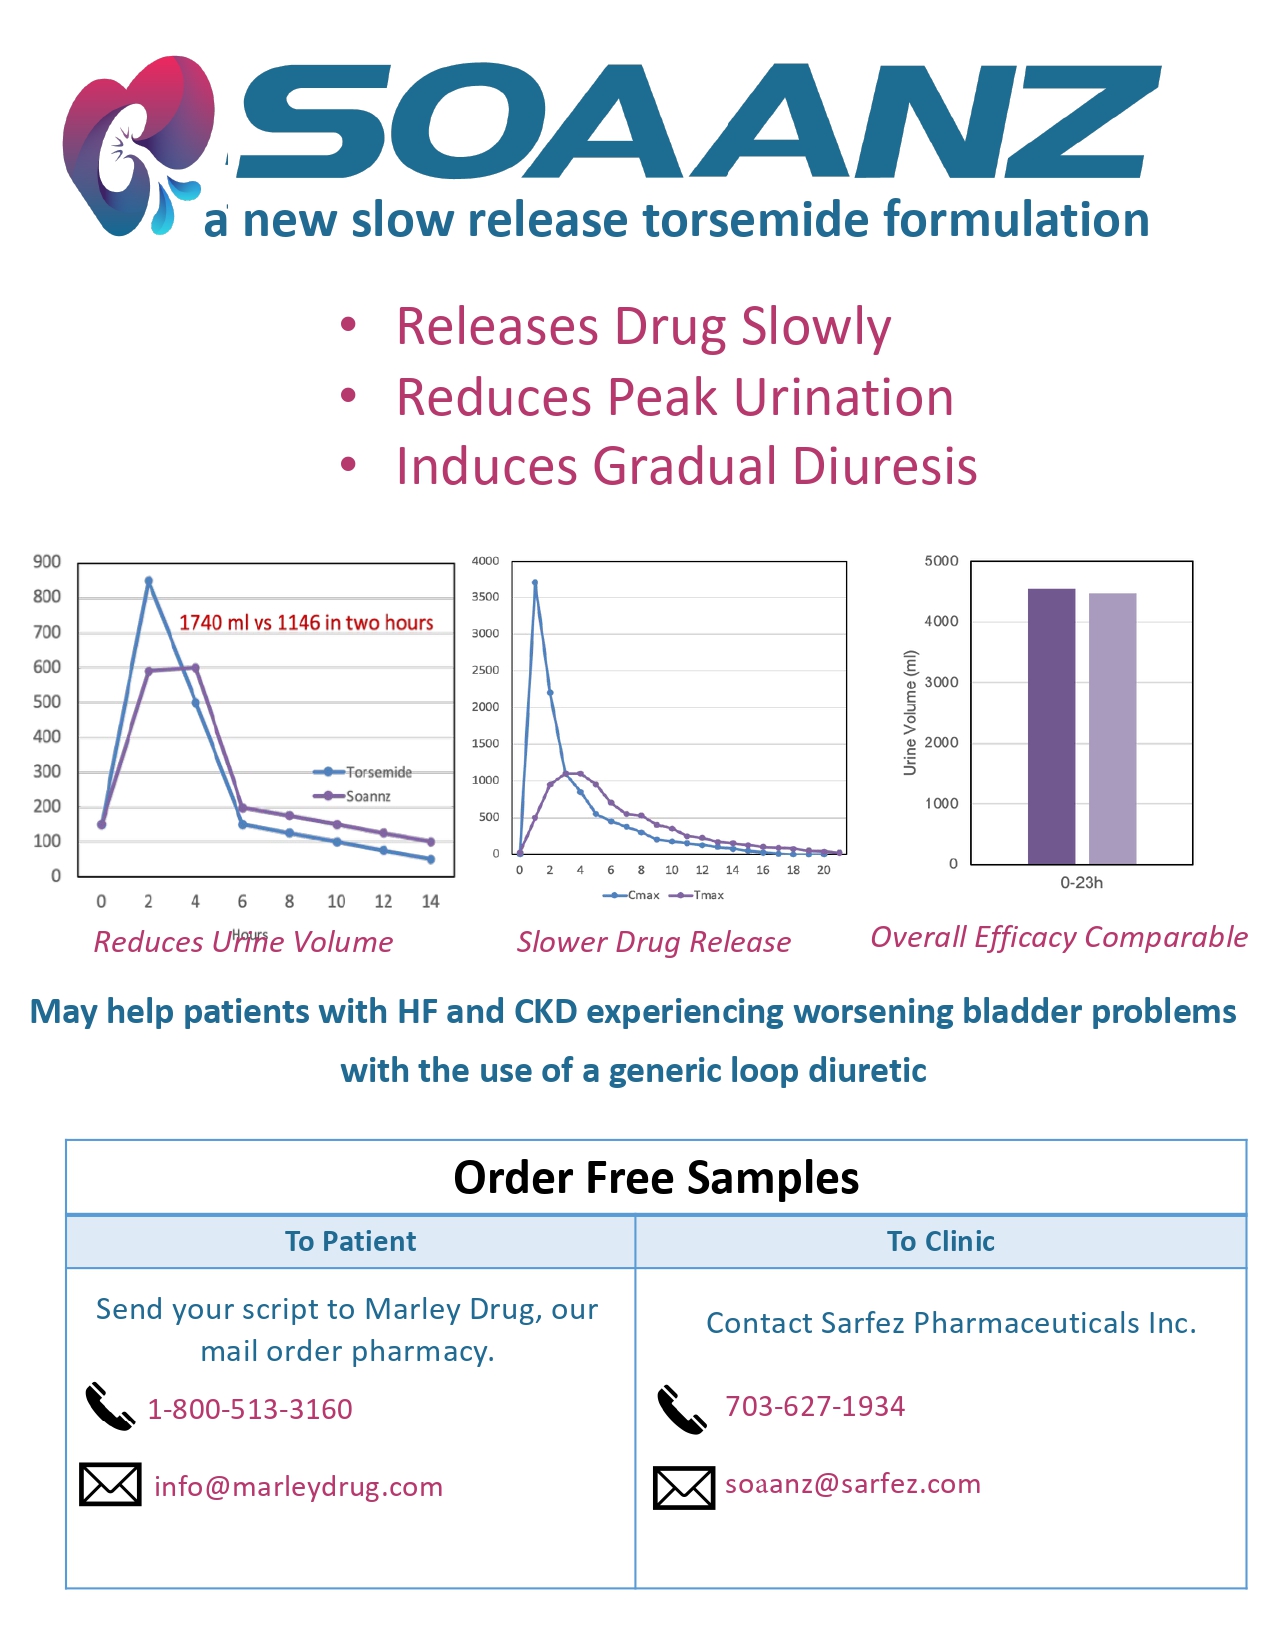 SOAANZ
a new slow release torsemide formulation
• Releases Drug Slowly
• Reduces Peak Urination
• Induces Gradual Diuresis
900
800
700
600
500
400
300
200
100
0
1740 ml vs 1146 in two hours
Torsemide
Soannz
0 2 4 6 8 10 12 14
Hours
Reduces Urine Volume
4000
3500
3000
2500
2000
1500
1000
500
0
0 2 4 6 8 10 12 14 16 18 20
Cmax Tmax
Slower Drug Release
5000
4000
3000
2000
1000
0
Urine Volume (ml)
0-23h
Overall Efficacy Comparable
May help patients with HF and CKD experiencing worsening bladder problems
with the use of a generic loop diuretic
Order Free Samples
To Patient
To Clinic
Send your script to Marley Drug, our
mail order pharmacy.
1-800-513-3160
info@marleydrug.com
Contact Sarfez Pharmaceuticals Inc.
703-627-1934
soaanz@sarfez.com